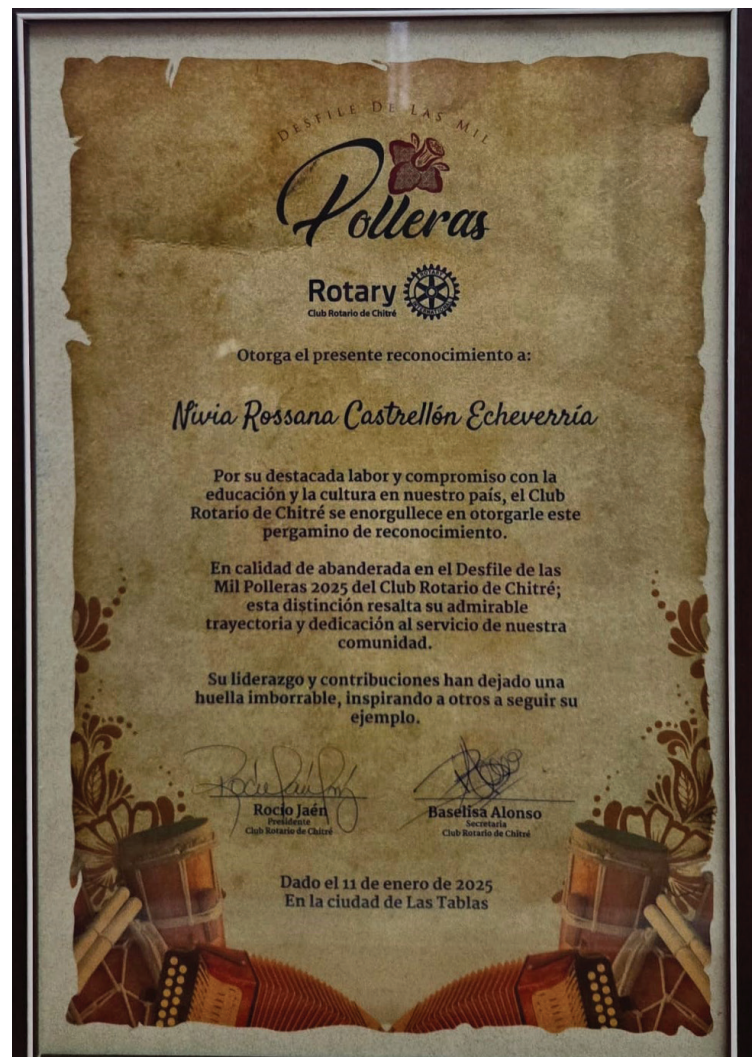 DESFILE DE LAS MIL
Polleras
Rotary
Club Rotario de Chitré
ROTARY
INTERNATIONAL
Otorga el presente reconocimiento a:
Nivia Rossana Castrellón Echeverría
Por su destacada labor y compromiso con la
educación y la cultura en nuestro país, el Club
Rotario de Chitré se enorgullece en otorgarle este
pergamino de reconocimiento.
En calidad de abanderada en el Desfile de las
Mil Polleras 2025 del Club Rotario de Chitré;
esta distinción resalta su admirable
trayectoria y dedicación al servicio de nuestra
comunidad.
Su liderazgo y contribuciones han dejado una
huella imborrable, inspirando a otros a seguir su
ejemplo.
Rocío Jaén
Presidente
Club Rotario de Chitré
Baselisa Alonso
Secretaria
Club Rotario de Chitré
Dado el 11 de enero de 2025
En la ciudad de Las Tablas